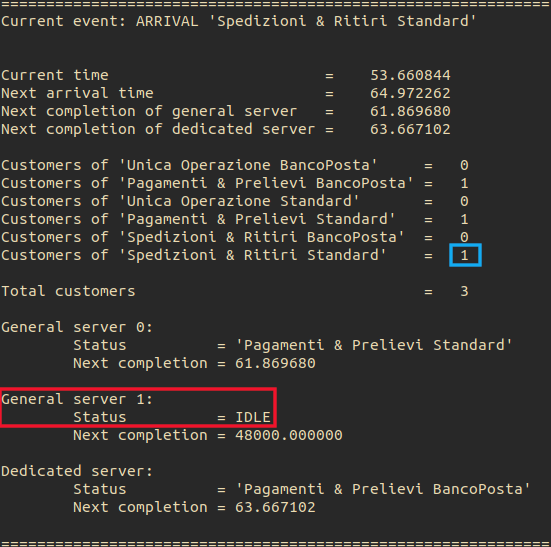 ==============================================================
Current event: ARRIVAL 'Spedizioni & Ritiri Standard'
Current time = 53.660844
Next arrival time = 64.972262
Next completion of general server = 61.869680
Next completion of dedicated server = 63.667102
Customers of 'Unica Operazione BancoPosta' = 0
Customers of 'Pagamenti & Prelievi BancoPosta' = 1
Customers of 'Unica Operazione Standard' = 0
Customers of 'Pagamenti & Prelievi Standard' = 1
Customers of 'Spedizioni & Ritiri BancoPosta' = 0
Customers of 'Spedizioni & Ritiri Standard' = 1
Total customers = 3
General server 0:
Status = 'Pagamenti & Prelievi Standard'
Next completion = 61.869680
General server 1:
Status = IDLE
Next completion = 48000.000000
Dedicated server:
Status = 'Pagamenti & Prelievi BancoPosta'
Next completion = 63.667102
==============================================================